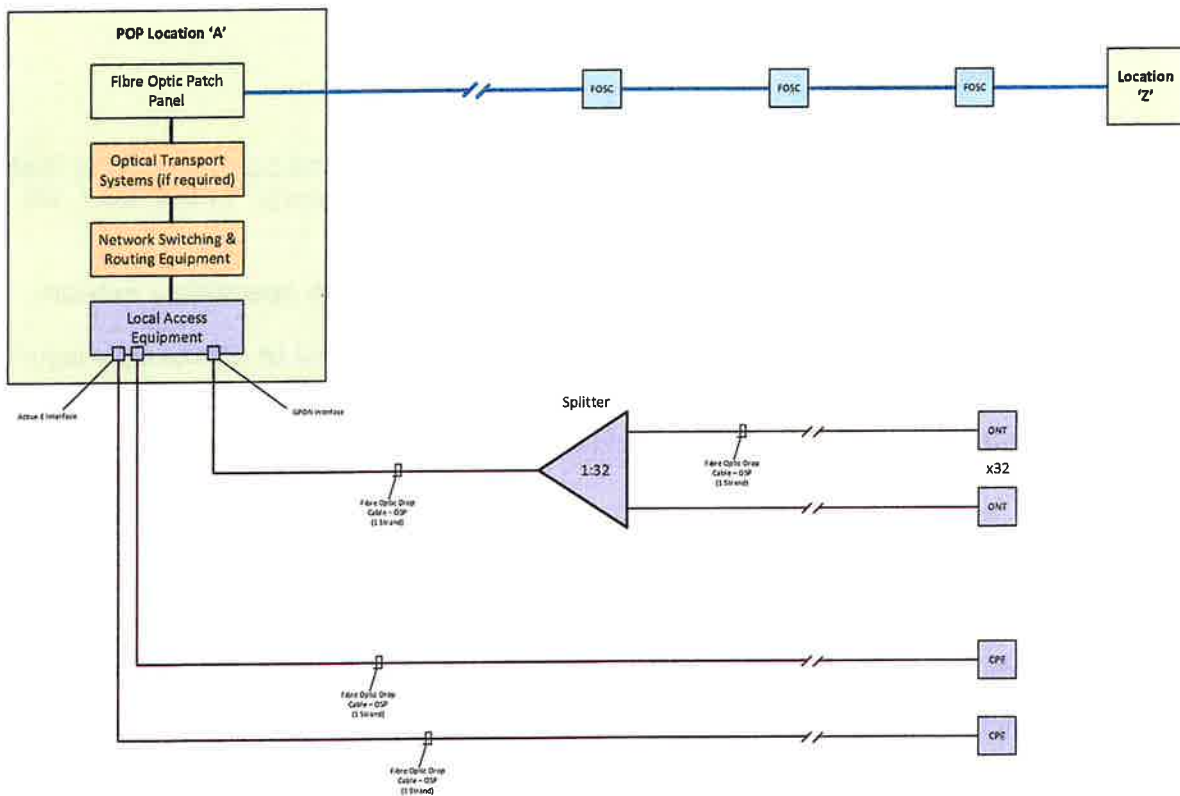 POP Location ‘A’
Fibre Optic Patch
Panel
Optical Transport
Systems (if required)
Network Switching &
Routing Equipment
Local Access
Equipment
FOSC
FOSC
FOSC
Location
‘Z’
Active E Interface
GPON Interface
Splitter
1:32
Fibre Optic Drop
Cable – OSP
(1 Strand)
Fibre Optic Drop
Cable – OSP
(1 Strand)
ONT
x32
ONT
Fibre Optic Drop
Cable – OSP
(1 Strand)
CPE
Fibre Optic Drop
Cable – OSP
(1 Strand)
CPE